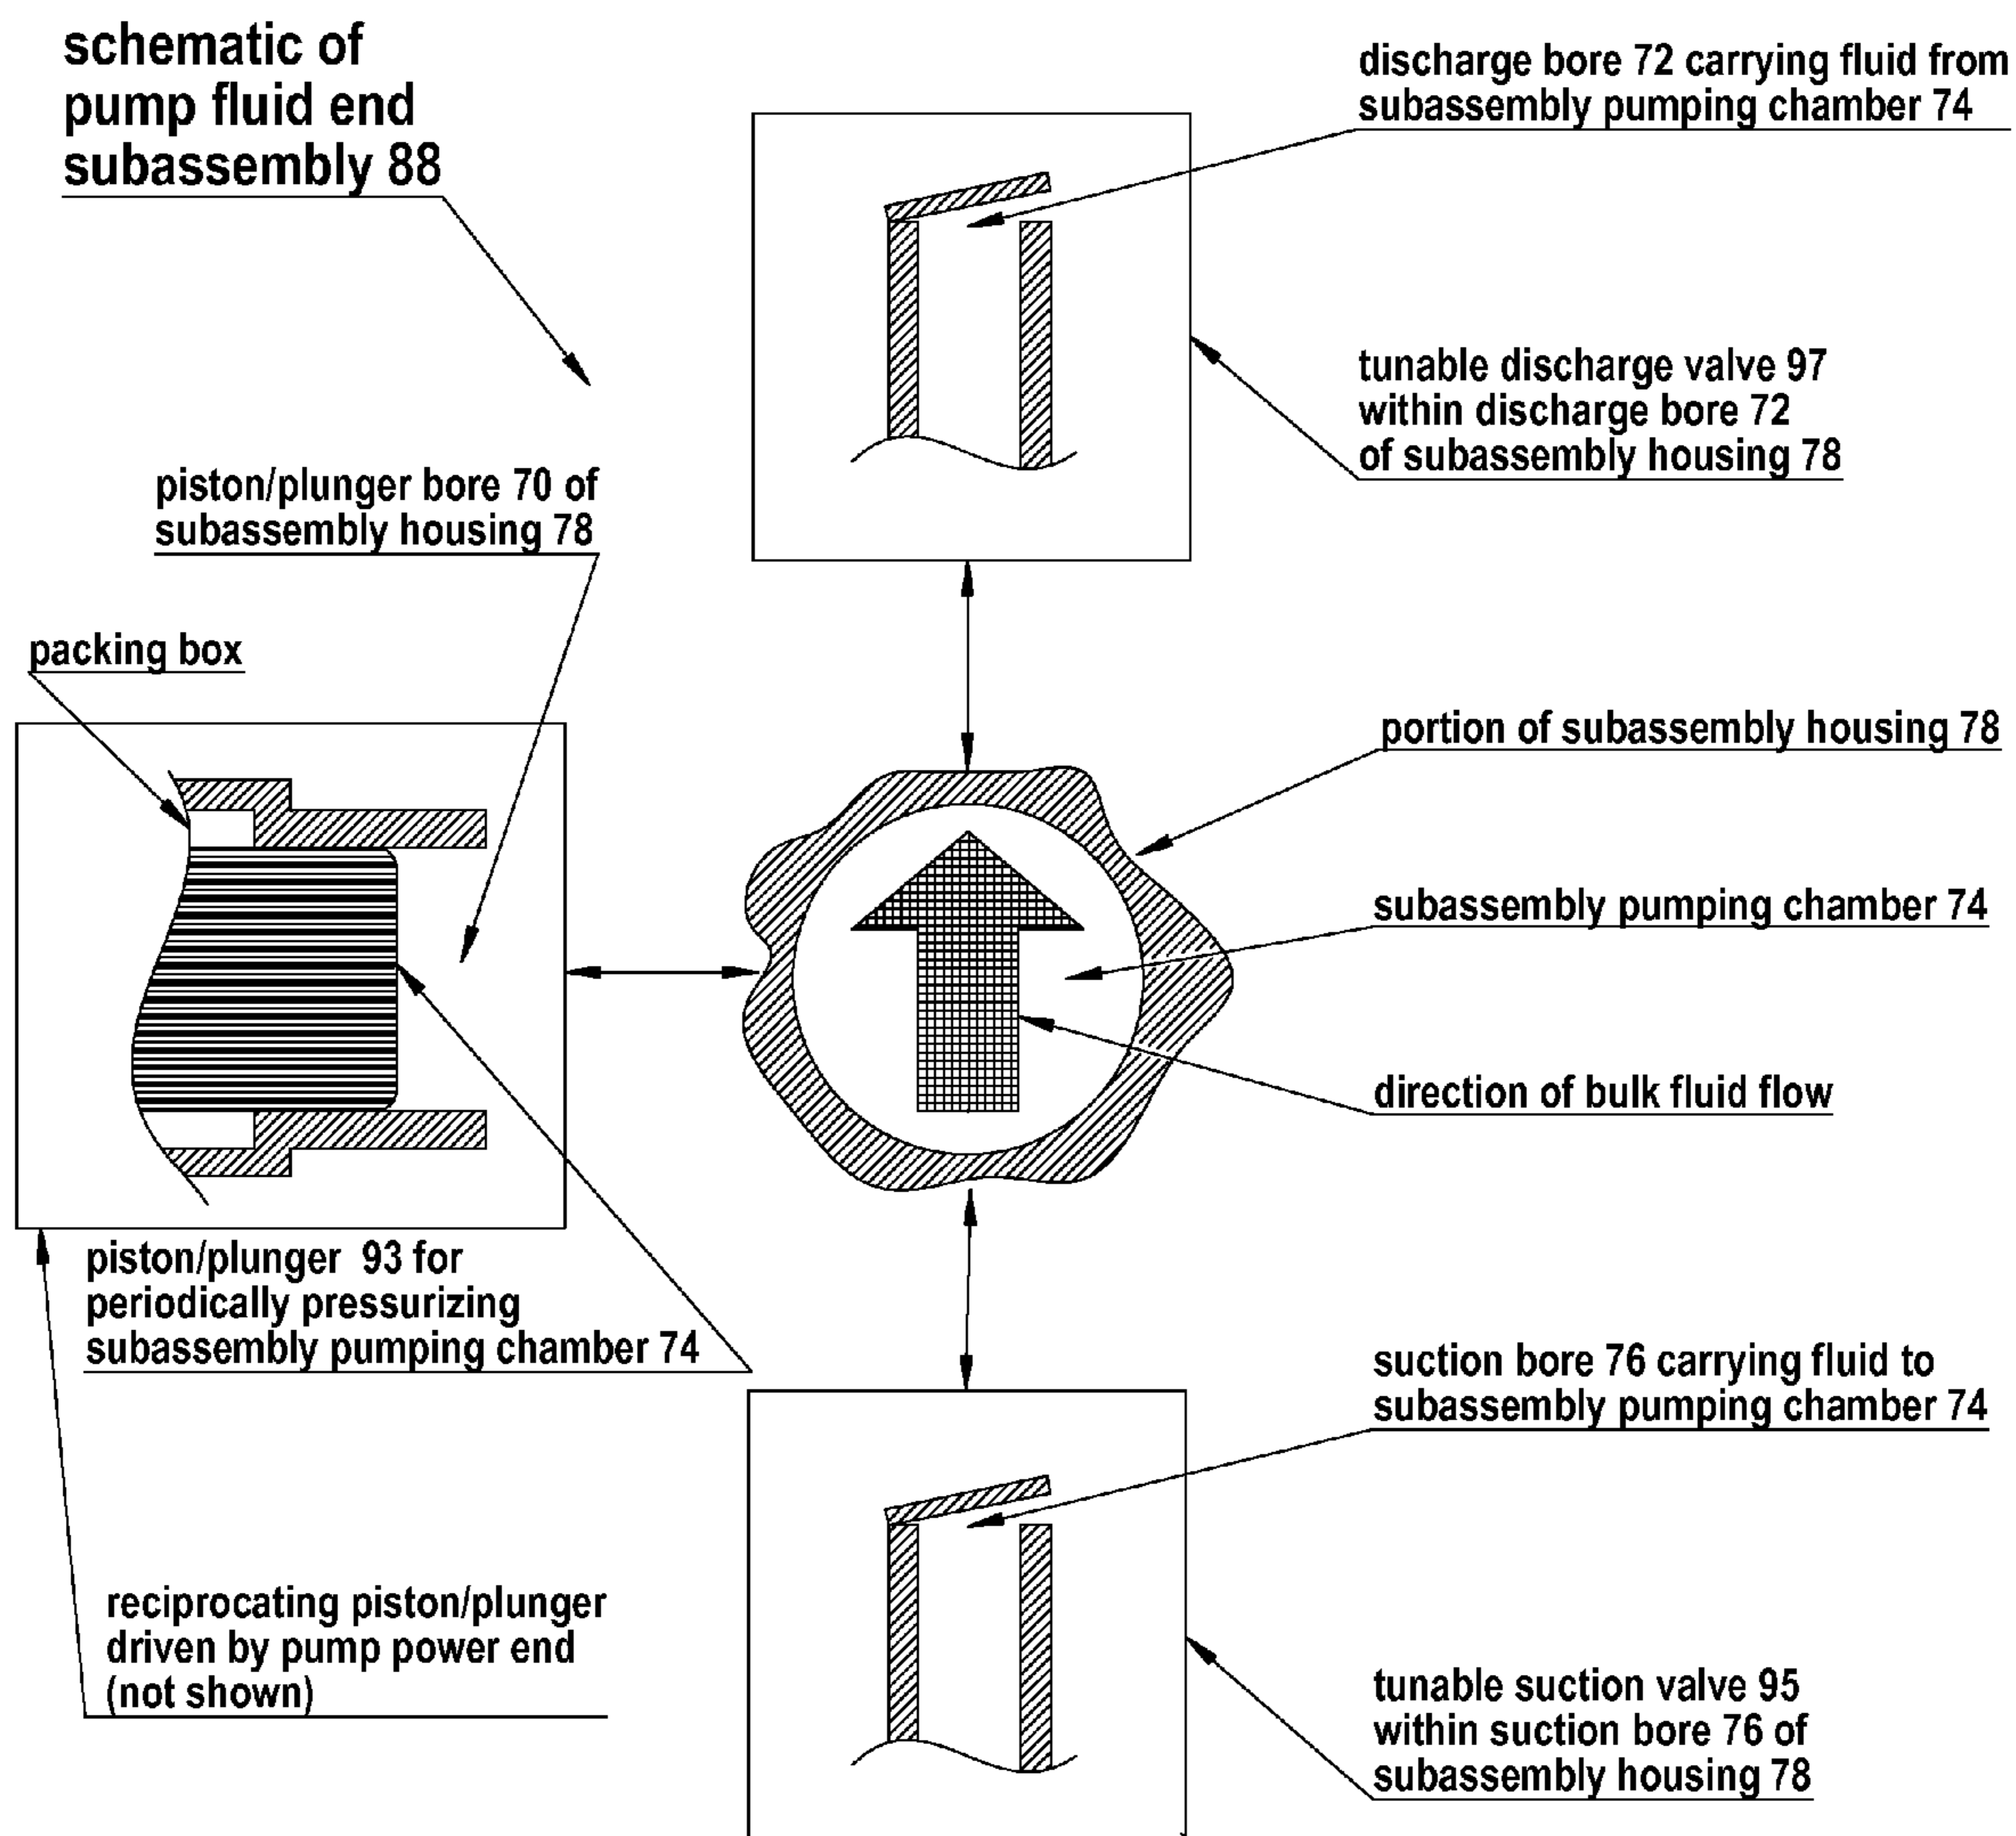 schematic of
pump fluid end
subassembly 88
discharge bore 72 carrying fluid from
subassembly pumping chamber 74
tunable discharge valve 97
within discharge bore 72
of subassembly housing 78
piston/plunger bore 70 of
subassembly housing 78
packing box
portion of subassembly housing 78
subassembly pumping chamber 74
direction of bulk fluid flow
piston/plunger 93 for
periodically pressurizing
subassembly pumping chamber 74
suction bore 76 carrying fluid to
subassembly pumping chamber 74
reciprocating piston/plunger
driven by pump power end
(not shown)
tunable suction valve 95
within suction bore 76 of
subassembly housing 78